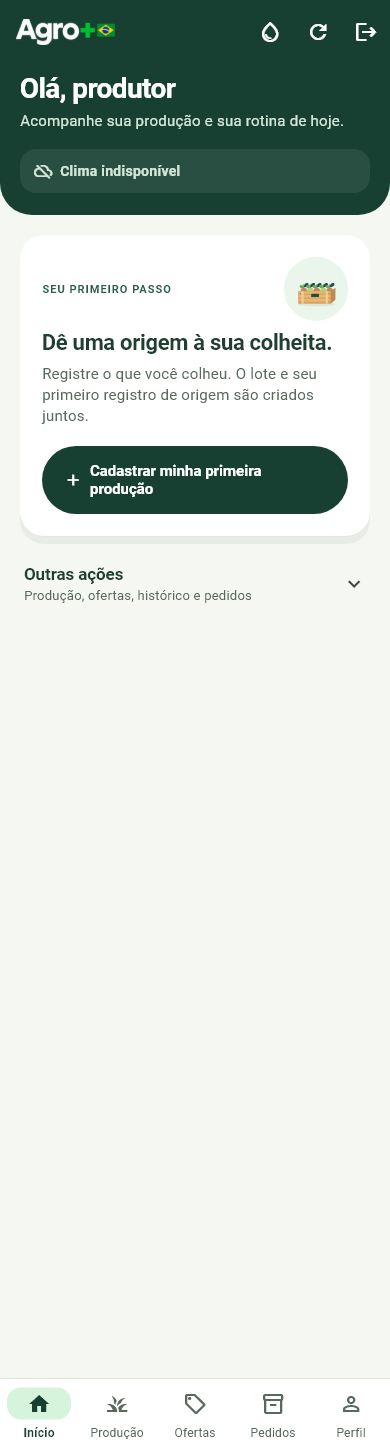 Agro+
Olá, produtor
Acompanhe sua produção e sua rotina de hoje.
Clima indisponível
SEU PRIMEIRO PASSO
Dê uma origem à sua colheita.
Registre o que você colheu. O lote e seu
primeiro registro de origem são criados
juntos.
Cadastrar minha primeira
produção
Outras ações
Produção, ofertas, histórico e pedidos
Início
Produção
Ofertas
Pedidos
Perfil